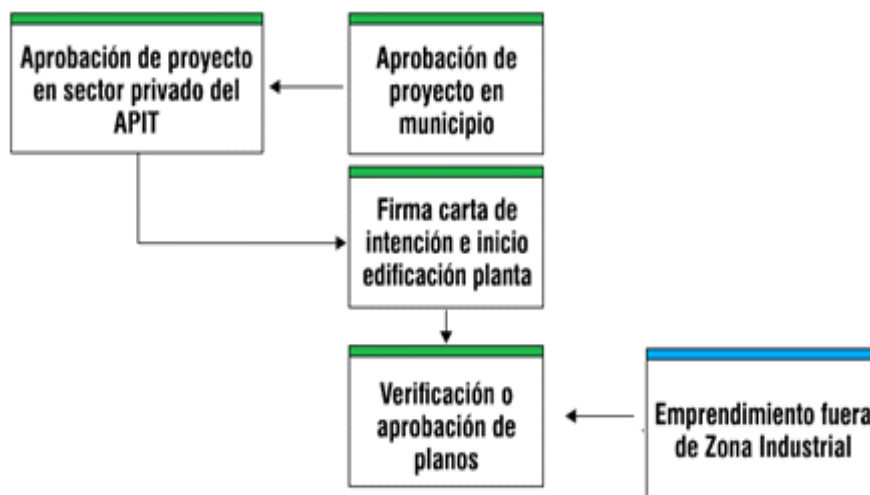 Aprobación de proyecto
en sector privado del
APIT
Aprobación de
proyecto en
municipio
Firma carta de
intención e inicio
edificación planta
Verificación o
aprobación de
planos
Emprendimiento fuera
de Zona Industrial